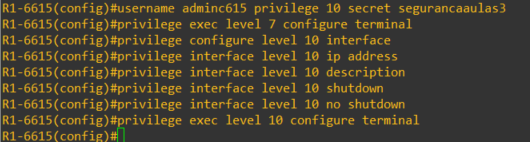 R1-6615(config)#username adminc615 privilege 10 secret segurancaaulas3
R1-6615(config)#privilege exec level 7 configure terminal
R1-6615(config)#privilege configure level 10 interface
R1-6615(config)#privilege interface level 10 ip address
R1-6615(config)#privilege interface level 10 description
R1-6615(config)#privilege interface level 10 shutdown
R1-6615(config)#privilege interface level 10 no shutdown
R1-6615(config)#privilege exec level 10 configure terminal
R1-6615(config)#